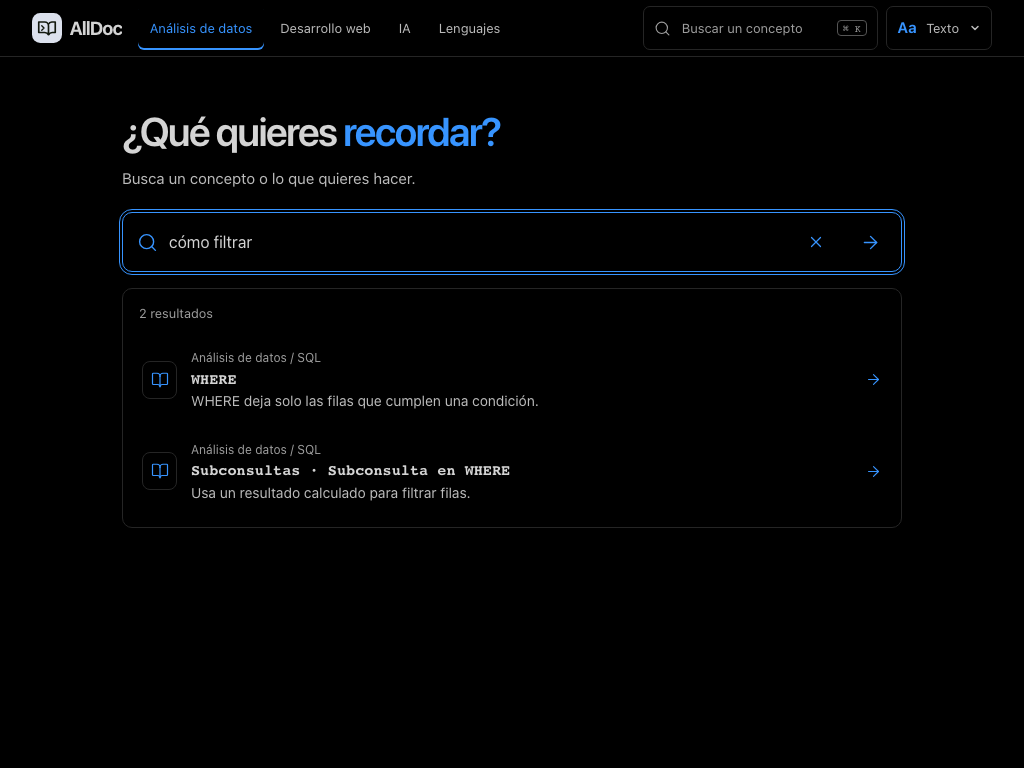 AllDoc
Análisis de datos
Desarrollo web
IA
Lenguajes
Buscar un concepto
⌘ K
Aa Texto
¿Qué quieres recordar?
Busca un concepto o lo que quieres hacer.
cómo filtrar
2 resultados
Análisis de datos / SQL
WHERE
WHERE deja solo las filas que cumplen una condición.
Análisis de datos / SQL
Subconsultas · Subconsulta en WHERE
Usa un resultado calculado para filtrar filas.